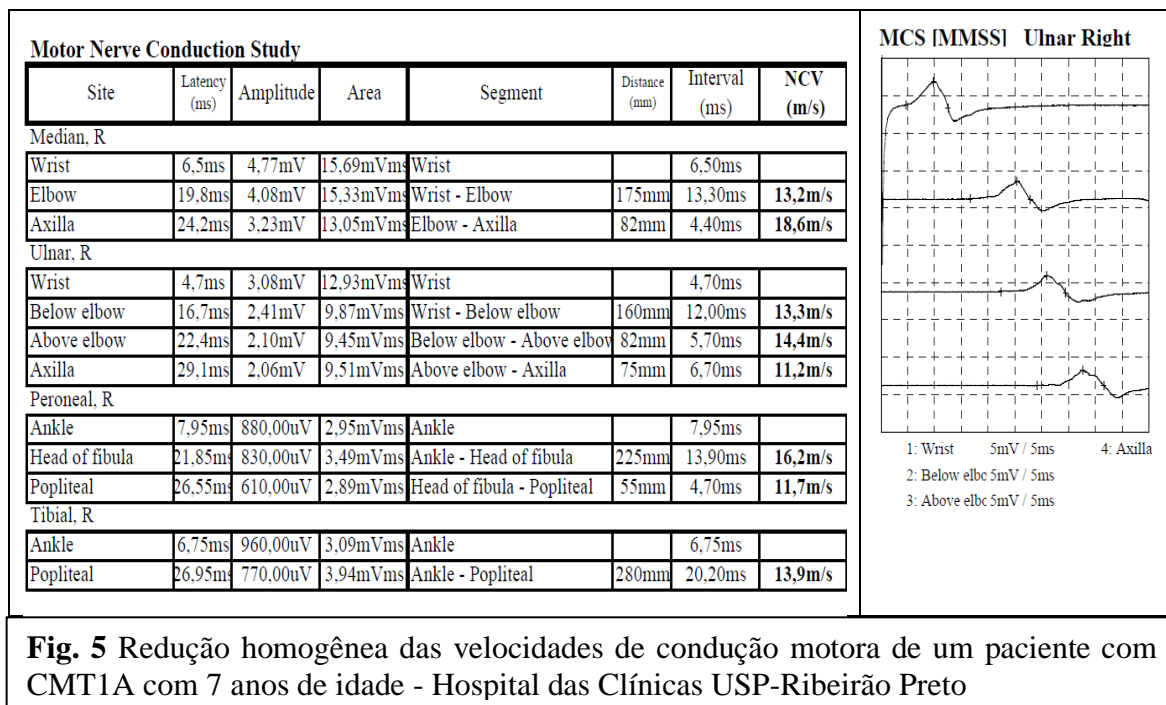 Motor Nerve Conduction Study
Site Latency (ms) Amplitude Area Segment Distance (mm) Interval (ms) NCV (m/s)
Median, R
Wrist 6,5ms 4,77mV 15,69mVms Wrist 6,50ms
Elbow 19,8ms 4,08mV 15,33mVms Wrist - Elbow 175mm 13,30ms 13,2m/s
Axilla 24,2ms 3,23mV 13,05mVms Elbow - Axilla 82mm 4,40ms 18,6m/s
Ulnar, R
Wrist 4,7ms 3,08mV 12,93mVms Wrist 4,70ms
Below elbow 16,7ms 2,41mV 9,87mVms Wrist - Below elbow 160mm 12,00ms 13,3m/s
Above elbow 22,4ms 2,10mV 9,45mVms Below elbow - Above elbow 82mm 5,70ms 14,4m/s
Axilla 29,1ms 2,06mV 9,51mVms Above elbow - Axilla 75mm 6,70ms 11,2m/s
Peroneal, R
Ankle 7,95ms 880,00uV 2,95mVms Ankle 7,95ms
Head of fibula 21,85ms 830,00uV 3,49mVms Ankle - Head of fibula 225mm 13,90ms 16,2m/s
Popliteal 26,55ms 610,00uV 2,89mVms Head of fibula - Popliteal 55mm 4,70ms 11,7m/s
Tibial, R
Ankle 6,75ms 960,00uV 3,09mVms Ankle 6,75ms
Popliteal 26,95ms 770,00uV 3,94mVms Ankle - Popliteal 280mm 20,20ms 13,9m/s
MCS [MMSS] Ulnar Right
1: Wrist 5mV / 5ms 4: Axilla
2: Below elbc 5mV / 5ms
3: Above elbc 5mV / 5ms
Fig. 5 Redução homogênea das velocidades de condução motora de um paciente com
CMT1A com 7 anos de idade - Hospital das Clínicas USP-Ribeirão Preto